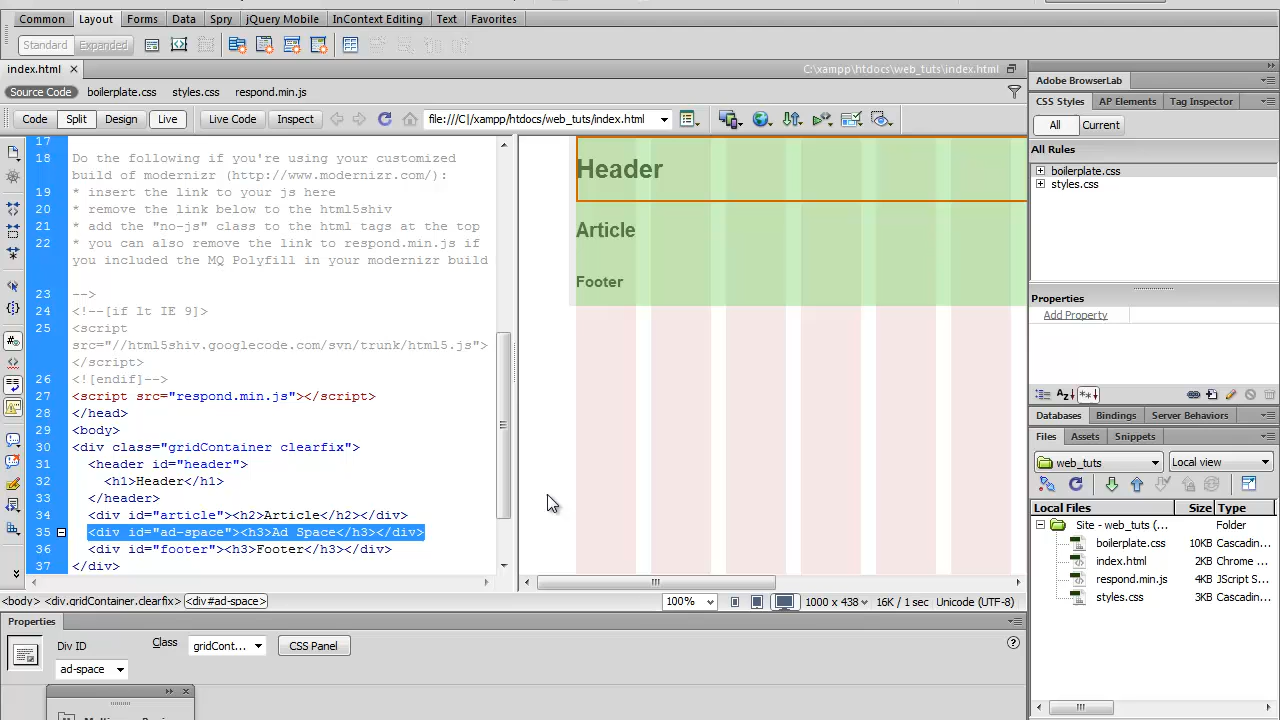 Common Layout Forms Data Spry jQuery Mobile InContext Editing Text Favorites
Standard Expanded
index.html C:\xampp\htdocs\web_tuts\index.html
Source Code boilerplate.css styles.css respond.min.js
Code Split Design Live Live Code Inspect file:///C|/xampp/htdocs/web_tuts/index.html
17
18 Do the following if you're using your customized
build of modernizr (http://www.modernizr.com/):
19 * insert the link to your js here
20 * remove the link below to the html5shiv
21 * add the "no-js" class to the html tags at the top
22 * you can also remove the link to respond.min.js if
you included the MQ Polyfill in your modernizr build
23 -->
24 <!--[if lt IE 9]>
25 <script
src="//html5shiv.googlecode.com/svn/trunk/html5.js">
</script>
26 <![endif]-->
27 <script src="respond.min.js"></script>
28 </head>
29 <body>
30 <div class="gridContainer clearfix">
31 <header id="header">
32 <h1>Header</h1>
33 </header>
34 <div id="article"><h2>Article</h2></div>
35 <div id="ad-space"><h3>Ad Space</h3></div>
36 <div id="footer"><h3>Footer</h3></div>
37 </div>
Header
Article
Footer
<body> <div.gridContainer.clearfix> <div#ad-space> 100% 1000 x 438 16K / 1 sec Unicode (UTF-8)
Properties
Div ID Class gridCont... CSS Panel
ad-space
Adobe BrowserLab
CSS Styles AP Elements Tag Inspector
All Current
All Rules
boilerplate.css
styles.css
Properties
Add Property
Databases Bindings Server Behaviors
Files Assets Snippets
web_tuts Local view
Local Files Size Type
Site - web_tuts (... Folder
boilerplate.css 10KB Cascadin...
index.html 2KB Chrome ...
respond.min.js 4KB JScript S...
styles.css 3KB Cascadin...